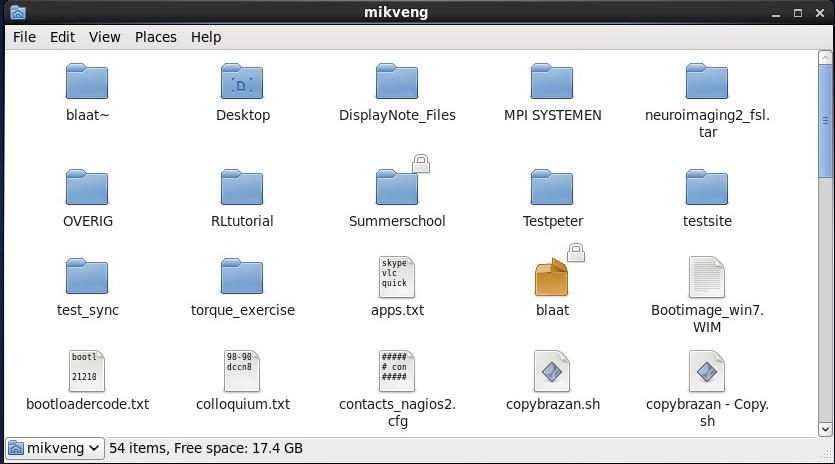 mikveng
File Edit View Places Help
blaat~ Desktop DisplayNote_Files MPI SYSTEMEN neuroimaging2_fsl.
tar
OVERIG RLtutorial Summerschool Testpeter testsite
skype
vlc
quick
test_sync torque_exercise apps.txt blaat Bootimage_win7.
WIM
bootl 98-90 #####
dccn8 # con
21210 #####
bootloadercode.txt colloquium.txt contacts_nagios2. copybrazan.sh copybrazan - Copy.
cfg sh
mikveng 54 items, Free space: 17.4 GB